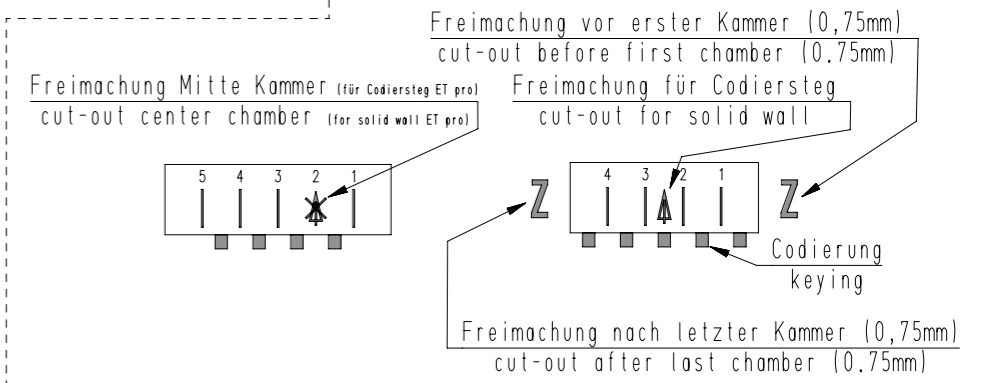 Freimachung vor erster Kammer (0,75mm)
cut-out before first chamber (0.75mm)
Freimachung Mitte Kammer (für Codiersteg ET pro)
cut-out center chamber (for solid wall ET pro)
Freimachung für Codiersteg
cut-out for solid wall
5 4 3 2 1
Z
4 3 2 1
Z
Codierung
keying
Freimachung nach letzter Kammer (0,75mm)
cut-out after last chamber (0.75mm)